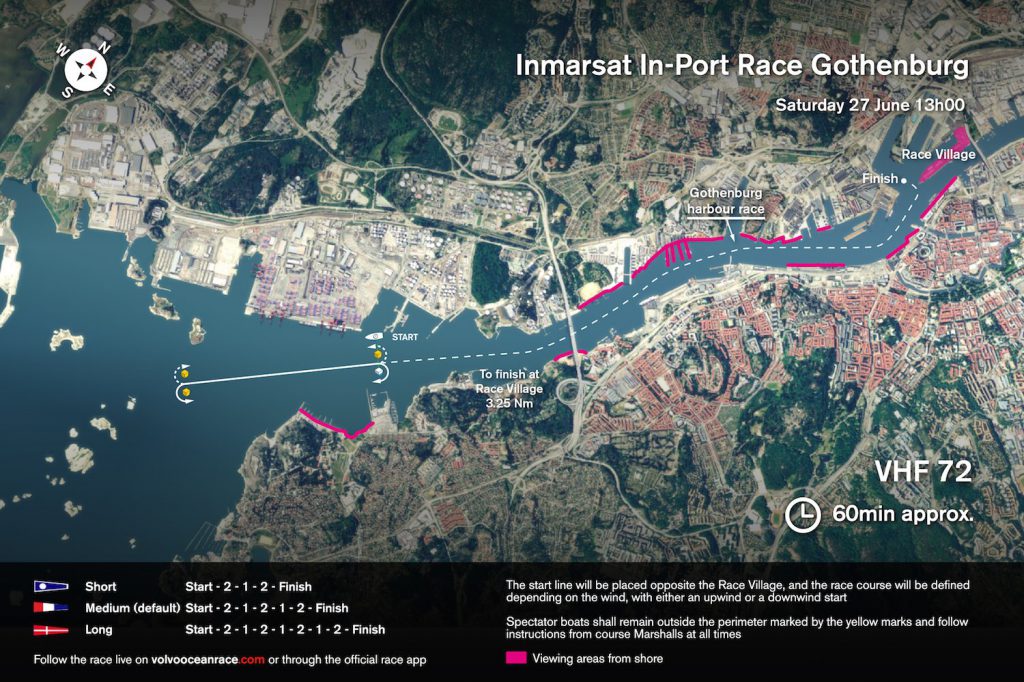 W N
S E
Inmarsat In-Port Race Gothenburg
Saturday 27 June 13h00
Race Village
Finish
Gothenburg
harbour race
START
To finish at
Race Village
3.25 Nm
VHF 72
60min approx.
Short Start - 2 - 1 - 2 - Finish
Medium (default) Start - 2 - 1 - 2 - 1 - 2 - Finish
Long Start - 2 - 1 - 2 - 1 - 2 - 1 - 2 - Finish
Follow the race live on volvooceanrace.com or through the official race app
The start line will be placed opposite the Race Village, and the race course will be defined
depending on the wind, with either an upwind or a downwind start
Spectator boats shall remain outside the perimeter marked by the yellow marks and follow
instructions from course Marshalls at all times
Viewing areas from shore